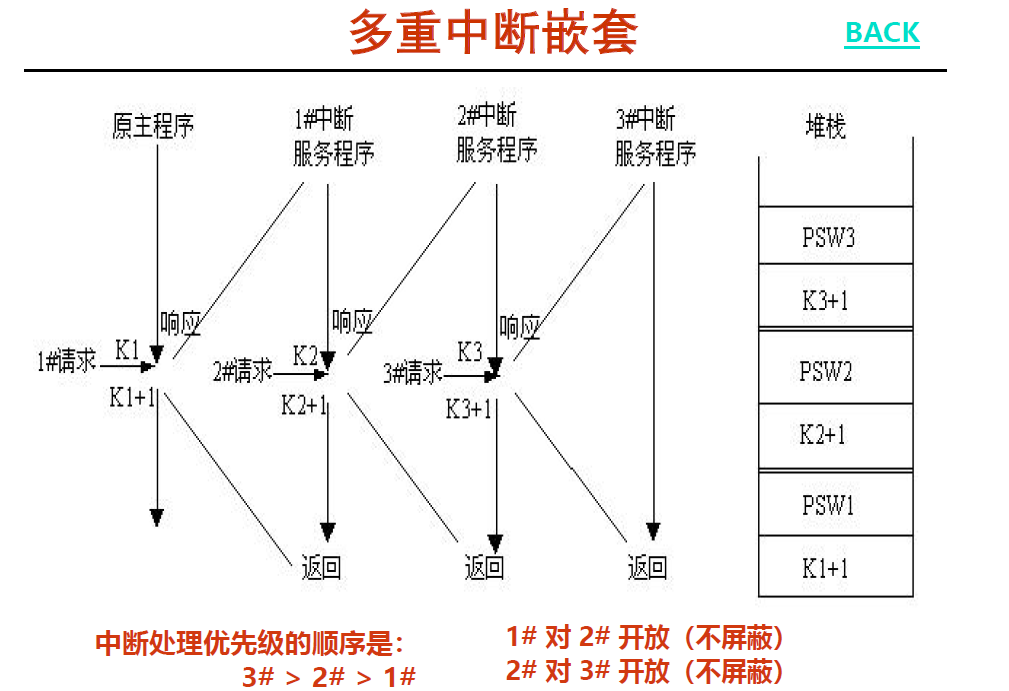 多重中断嵌套
BACK
原主程序
1#中断
服务程序
2#中断
服务程序
3#中断
服务程序
堆栈
响应
响应
响应
1#请求
K1
K1+1
2#请求
K2
K2+1
3#请求
K3
K3+1
返回
返回
返回
PSW3
K3+1
PSW2
K2+1
PSW1
K1+1
中断处理优先级的顺序是：
3# > 2# > 1#
1# 对 2# 开放（不屏蔽）
2# 对 3# 开放（不屏蔽）